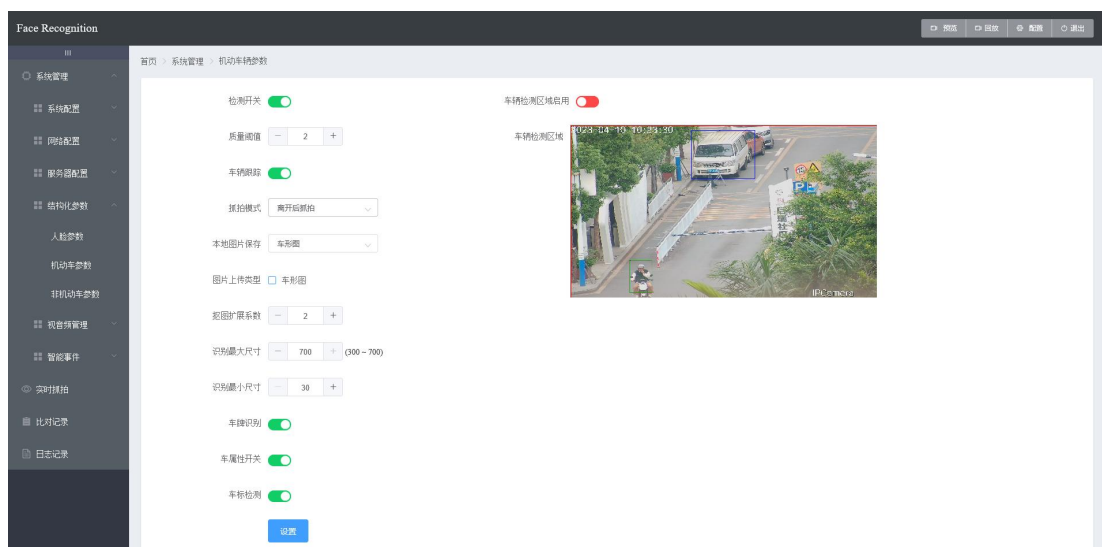 Face Recognition
预览
回放
配置
退出
首页 > 系统管理 > 机动车辆参数
系统管理
系统配置
网络配置
服务器配置
结构化参数
人脸参数
机动车参数
非机动车参数
视音频管理
智能事件
实时抓拍
比对记录
日志记录
检测开关
质量阈值 − 2 +
车辆跟踪
抓拍模式 离开后抓拍
本地图片保存 车形图
图片上传类型 车形图
抠图扩展系数 − 2 +
识别最大尺寸 − 700 + (300 ~ 700)
识别最小尺寸 − 30 +
车牌识别
车属性开关
车标检测
设置
车辆检测区域启用
车辆检测区域
2023-04-19 10:23:30
P
IPCamera